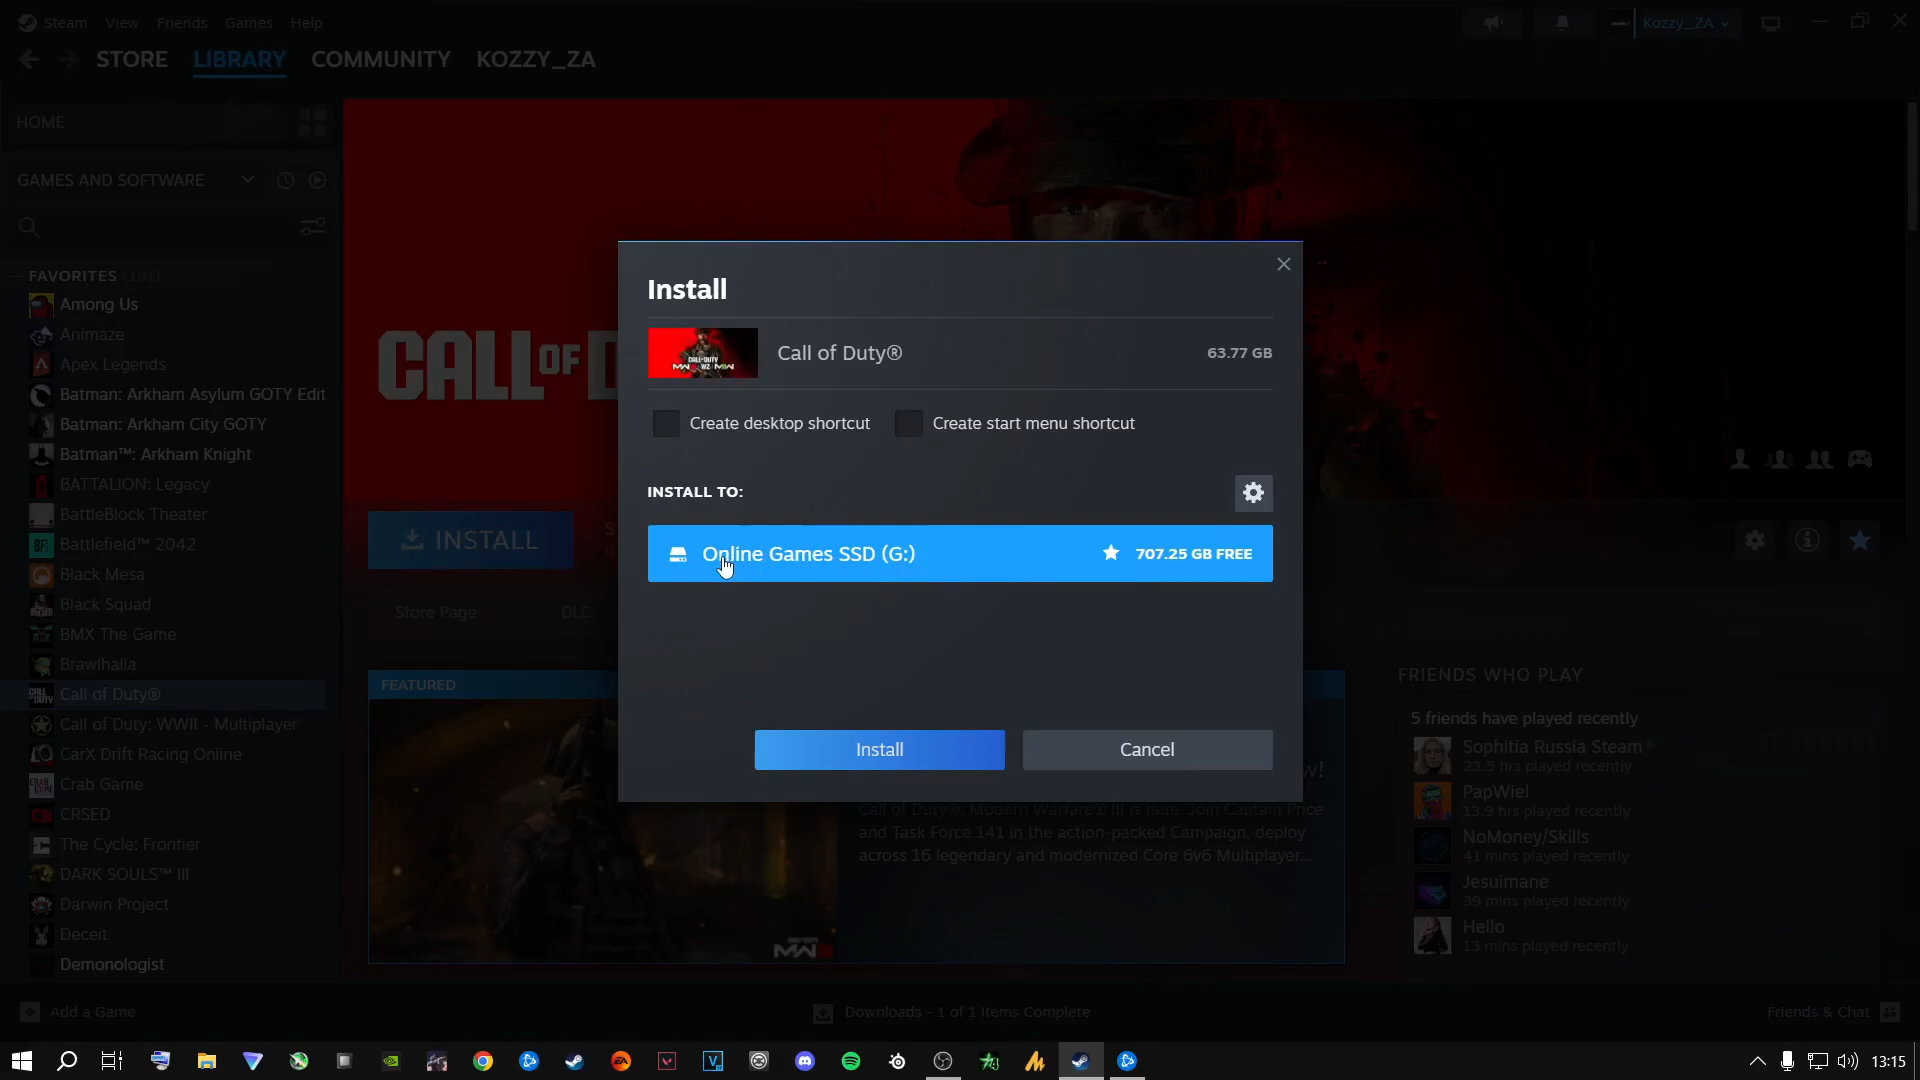 Steam View Friends Games Help
Kozzy_ZA
STORE LIBRARY COMMUNITY KOZZY_ZA
HOME
GAMES AND SOFTWARE
FAVORITES (101)
Among Us
Animaze
Apex Legends
Batman: Arkham Asylum GOTY Edit
Batman: Arkham City GOTY
Batman™: Arkham Knight
BATTALION: Legacy
BattleBlock Theater
Battlefield™ 2042
Black Mesa
Black Squad
BMX The Game
Brawlhalla
Call of Duty®
Call of Duty: WWII - Multiplayer
CarX Drift Racing Online
Crab Game
CRSED
The Cycle: Frontier
DARK SOULS™ III
Darwin Project
Deceit
Demonologist
CALL OF D
INSTALL
Store Page DLC
FEATURED
Install
CALL OF DUTY
Call of Duty®
63.77 GB
Create desktop shortcut
Create start menu shortcut
INSTALL TO:
Online Games SSD (G:)
707.25 GB FREE
Install
Cancel
Call of Duty®: Modern Warfare® III is here. Join Captain Price
and Task Force 141 in the action-packed Campaign, deploy
across 16 legendary and modernized Core 6v6 Multiplayer...
FRIENDS WHO PLAY
5 friends have played recently
Sophitia Russia Steam
23.5 hrs played recently
PapWiel
13.9 hrs played recently
NoMoney/Skills
41 mins played recently
Jesuimane
39 mins played recently
Hello
13 mins played recently
Add a Game
Downloads - 1 of 1 Items Complete
Friends & Chat
13:15